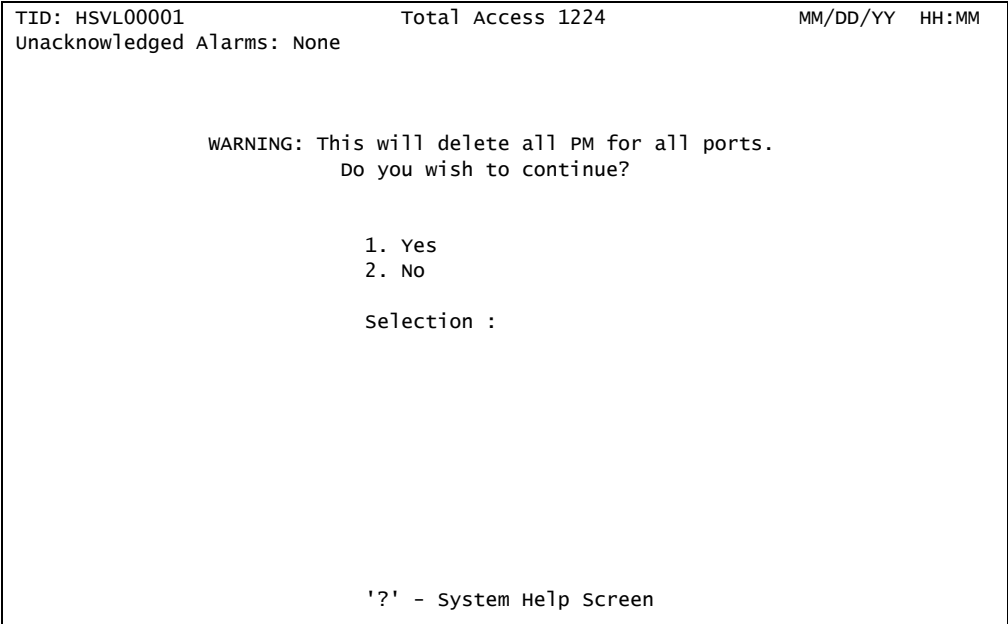 TID: HSVL00001 Total Access 1224 MM/DD/YY HH:MM
Unacknowledged Alarms: None
WARNING: This will delete all PM for all ports.
Do you wish to continue?
1. Yes
2. No
Selection :
'?' – System Help Screen